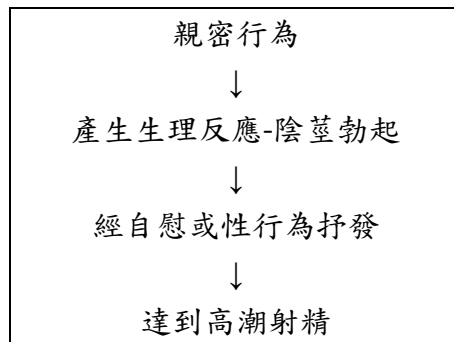 親密行為
↓
產生生理反應-陰莖勃起
↓
經自慰或性行為抒發
↓
達到高潮射精